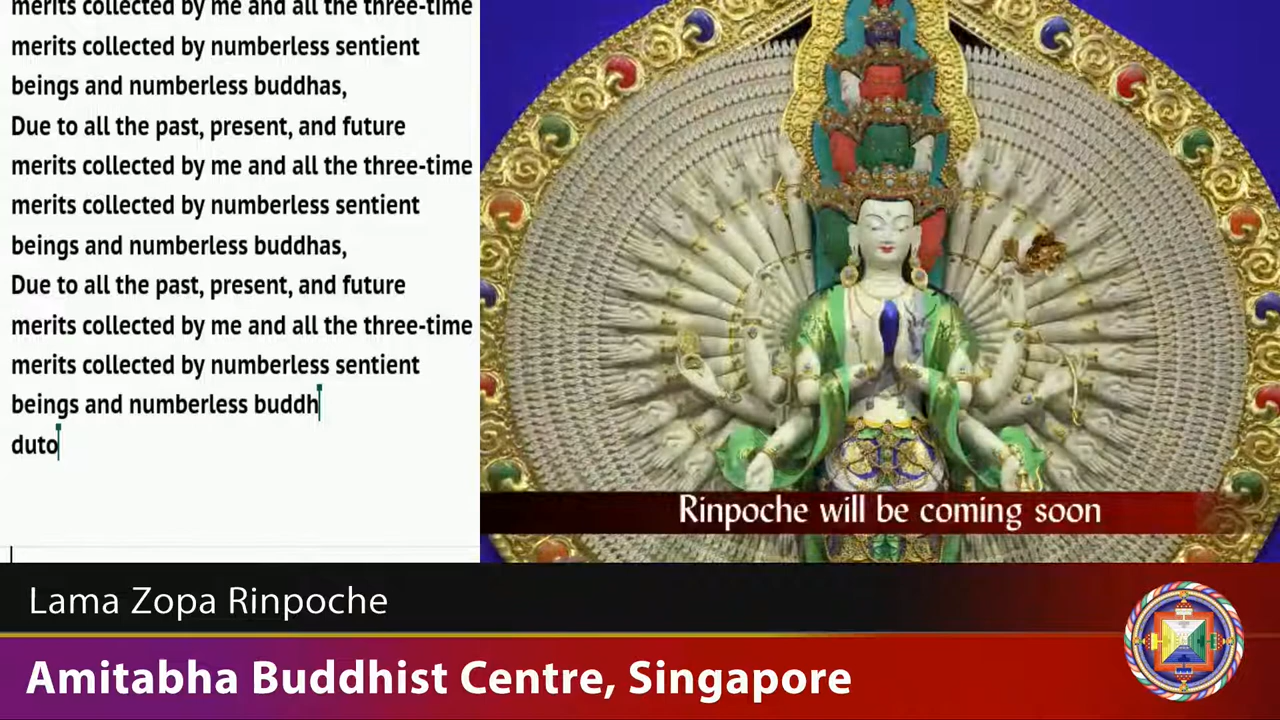 merits collected by me and all the three-time
merits collected by numberless sentient
beings and numberless buddhas,
Due to all the past, present, and future
merits collected by me and all the three-time
merits collected by numberless sentient
beings and numberless buddhas,
Due to all the past, present, and future
merits collected by me and all the three-time
merits collected by numberless sentient
beings and numberless buddh
duto
Rinpoche will be coming soon
Lama Zopa Rinpoche
Amitabha Buddhist Centre, Singapore